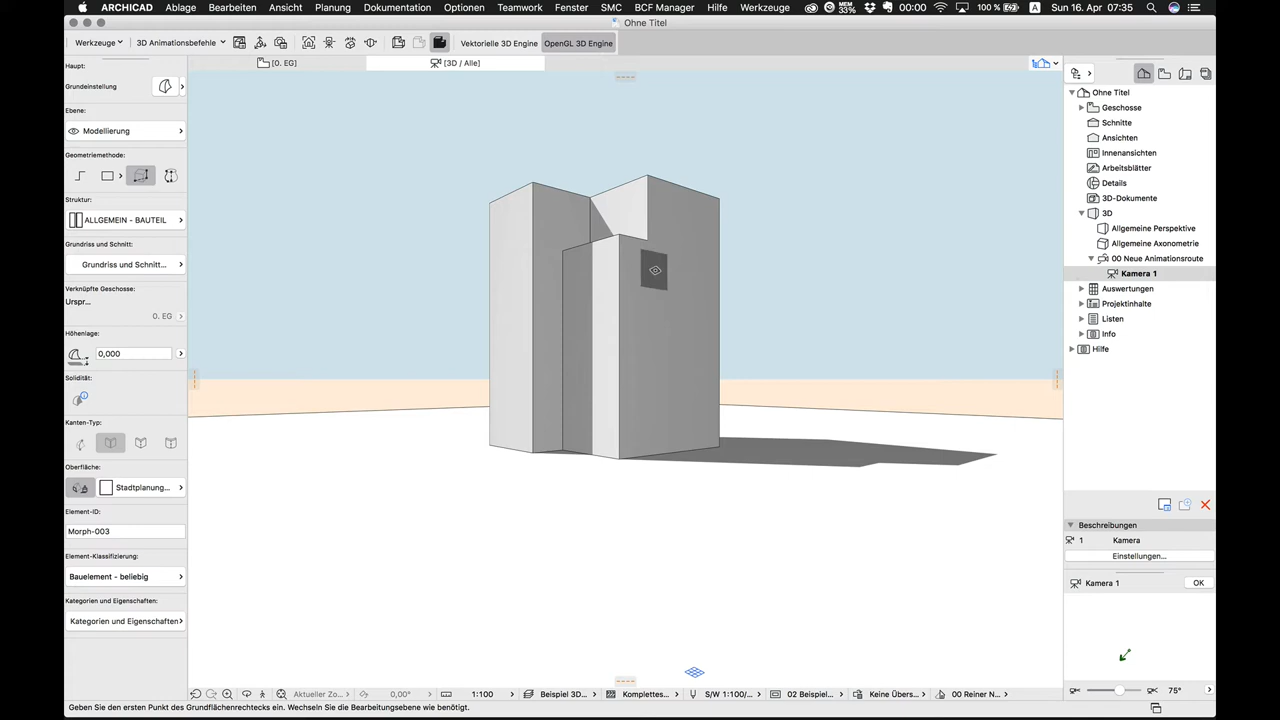 ARCHICAD Ablage Bearbeiten Ansicht Planung Dokumentation Optionen Teamwork Fenster SMC BCF Manager Hilfe Werkzeuge MEM 33% 00:00 100 % A Sun 16. Apr 07:35
Ohne Titel
Werkzeuge 3D Animationsbefehle Vektorielle 3D Engine OpenGL 3D Engine
[0. EG] [3D / Alle]
Haupt:
Grundeinstellung
Ebene:
Modellierung
Geometriemethode:
Struktur:
ALLGEMEIN - BAUTEIL
Grundriss und Schnitt:
Grundriss und Schnitt...
Verknüpfte Geschosse:
Urspr...
0. EG
Höhenlage:
0,000
Solidität:
Kanten-Typ:
Oberfläche:
Stadtplanung...
Element-ID:
Morph-003
Element-Klassifizierung:
Bauelement - beliebig
Kategorien und Eigenschaften:
Kategorien und Eigenschaften
Ohne Titel
Geschosse
Schnitte
Ansichten
Innenansichten
Arbeitsblätter
Details
3D-Dokumente
3D
Allgemeine Perspektive
Allgemeine Axonometrie
00 Neue Animationsroute
Kamera 1
Auswertungen
Projektinhalte
Listen
Info
Hilfe
Beschreibungen
1 Kamera
Einstellungen...
Kamera 1 OK
75°
Aktueller Zo... 0,00° 1:100 Beispiel 3D... Komplettes... S/W 1:100/... 02 Beispiel... Keine Übers... 00 Reiner N...
Geben Sie den ersten Punkt des Grundflächenrechtecks ein. Wechseln Sie die Bearbeitungsebene wie benötigt.